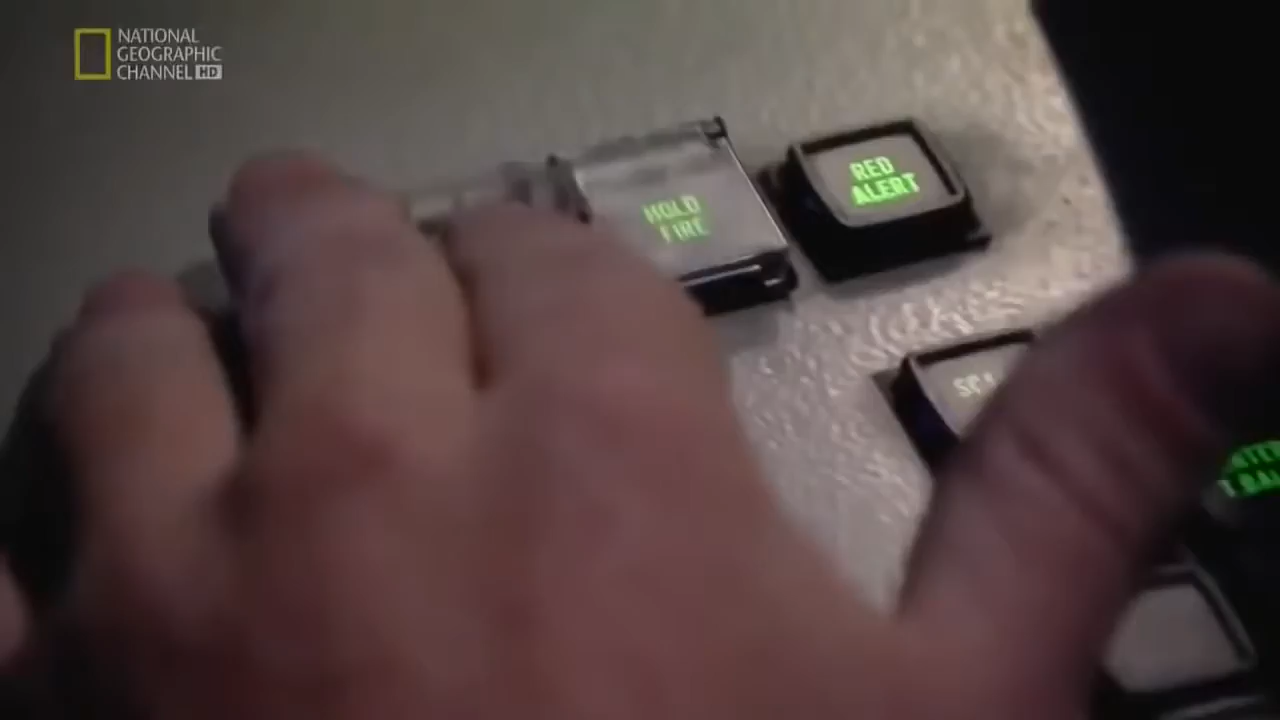 NATIONAL
GEOGRAPHIC
CHANNEL HD
HOLD
FIRE
RED
ALERT